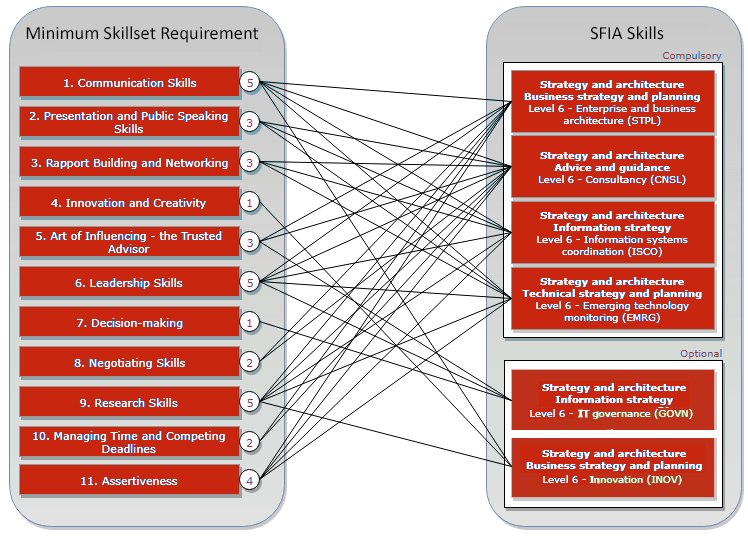 Minimum Skillset Requirement
1. Communication Skills
5
2. Presentation and Public Speaking
Skills
3
3. Rapport Building and Networking
3
4. Innovation and Creativity
1
5. Art of Influencing - the Trusted
Advisor
3
6. Leadership Skills
5
7. Decision-making
1
8. Negotiating Skills
2
9. Research Skills
5
10. Managing Time and Competing
Deadlines
2
11. Assertiveness
4
SFIA Skills
Compulsory
Strategy and architecture
Business strategy and planning
Level 6 - Enterprise and business
architecture (STPL)
Strategy and architecture
Advice and guidance
Level 6 - Consultancy (CNSL)
Strategy and architecture
Information strategy
Level 6 - Information systems
coordination (ISCO)
Strategy and architecture
Technical strategy and planning
Level 6 - Emerging technology
monitoring (EMRG)
Optional
Strategy and architecture
Information strategy
Level 6 - IT governance (GOVN)
Strategy and architecture
Business strategy and planning
Level 6 - Innovation (INOV)